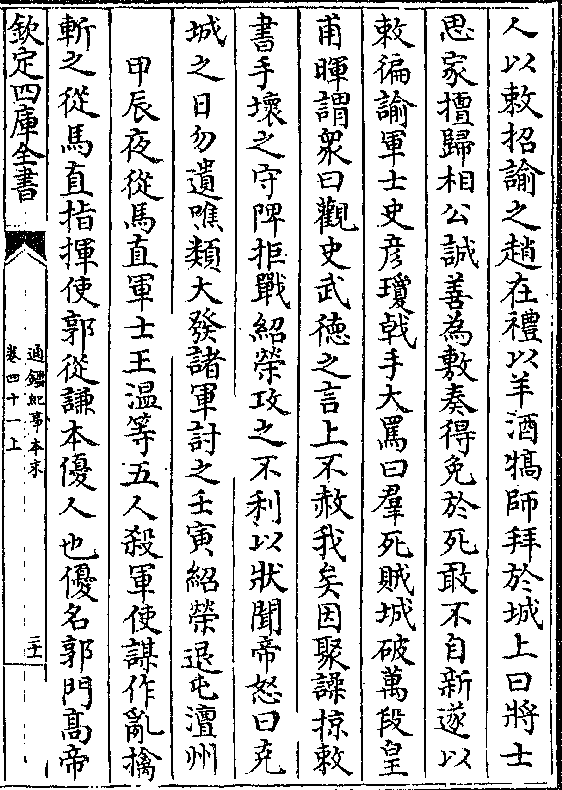 人以敕招諭之趙在禮以羊酒犒師拜於城上曰將士
思家擅歸相公誠善為敷奏得免於死敢不自新遂以
敕徧諭軍士史彦瓊戟手大罵曰羣死賊城破萬段皇
甫暉謂衆曰觀史武徳之言上不赦我矣因聚譟掠敕
書手壞之守陴拒戰紹榮攻之不利以狀聞帝怒曰克
城之日勿遺噍類大發諸軍討之壬寅紹榮退屯澶州
甲辰夜從馬直軍士王温等五人殺軍使謀作亂擒
斬之從馬直指揮使郭從謙本優人也優名郭門髙帝
欽定四庫全書
通鑑紀事本末
卷四十一上
二十一